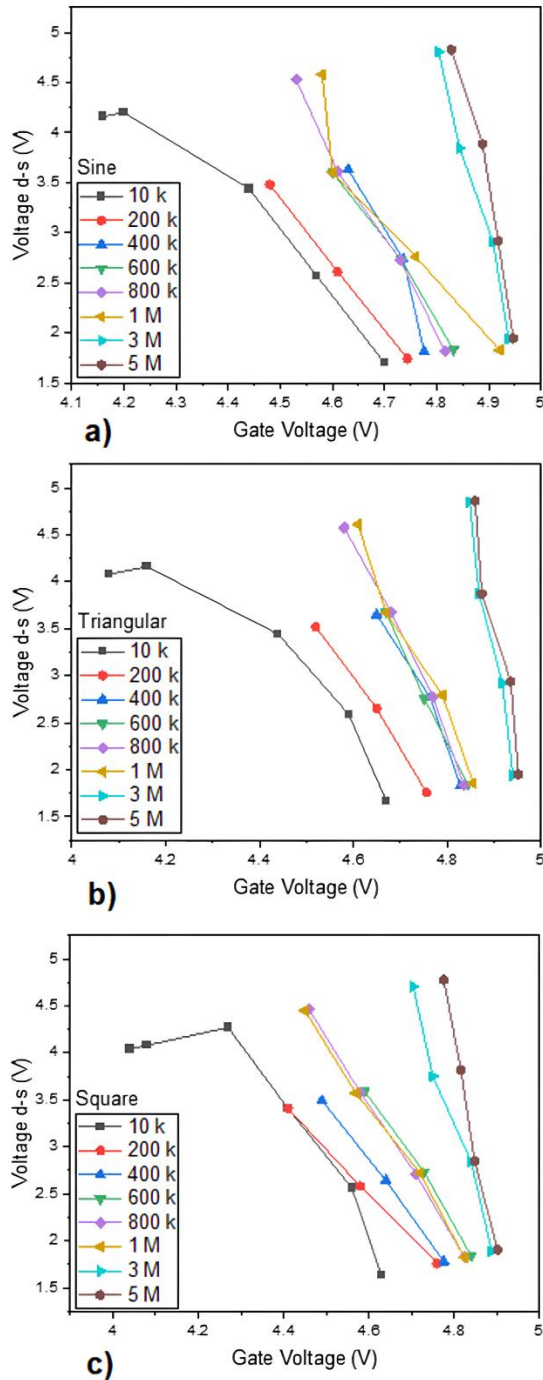 5
4.5
4
3.5
3
2.5
2
1.5
Voltage d-s (V)
Sine
10 k
200 k
400 k
600 k
800 k
1 M
3 M
5 M
4.1 4.2 4.3 4.4 4.5 4.6 4.7 4.8 4.9 5
a) Gate Voltage (V)
5
4.5
4
3.5
3
2.5
2
1.5
Voltage d-s (V)
Triangular
10 k
200 k
400 k
600 k
800 k
1 M
3 M
5 M
4 4.2 4.4 4.6 4.8 5
b) Gate Voltage (V)
5
4.5
4
3.5
3
2.5
2
1.5
Voltage d-s (V)
Square
10 k
200 k
400 k
600 k
800 k
1 M
3 M
5 M
4 4.2 4.4 4.6 4.8 5
c) Gate Voltage (V)